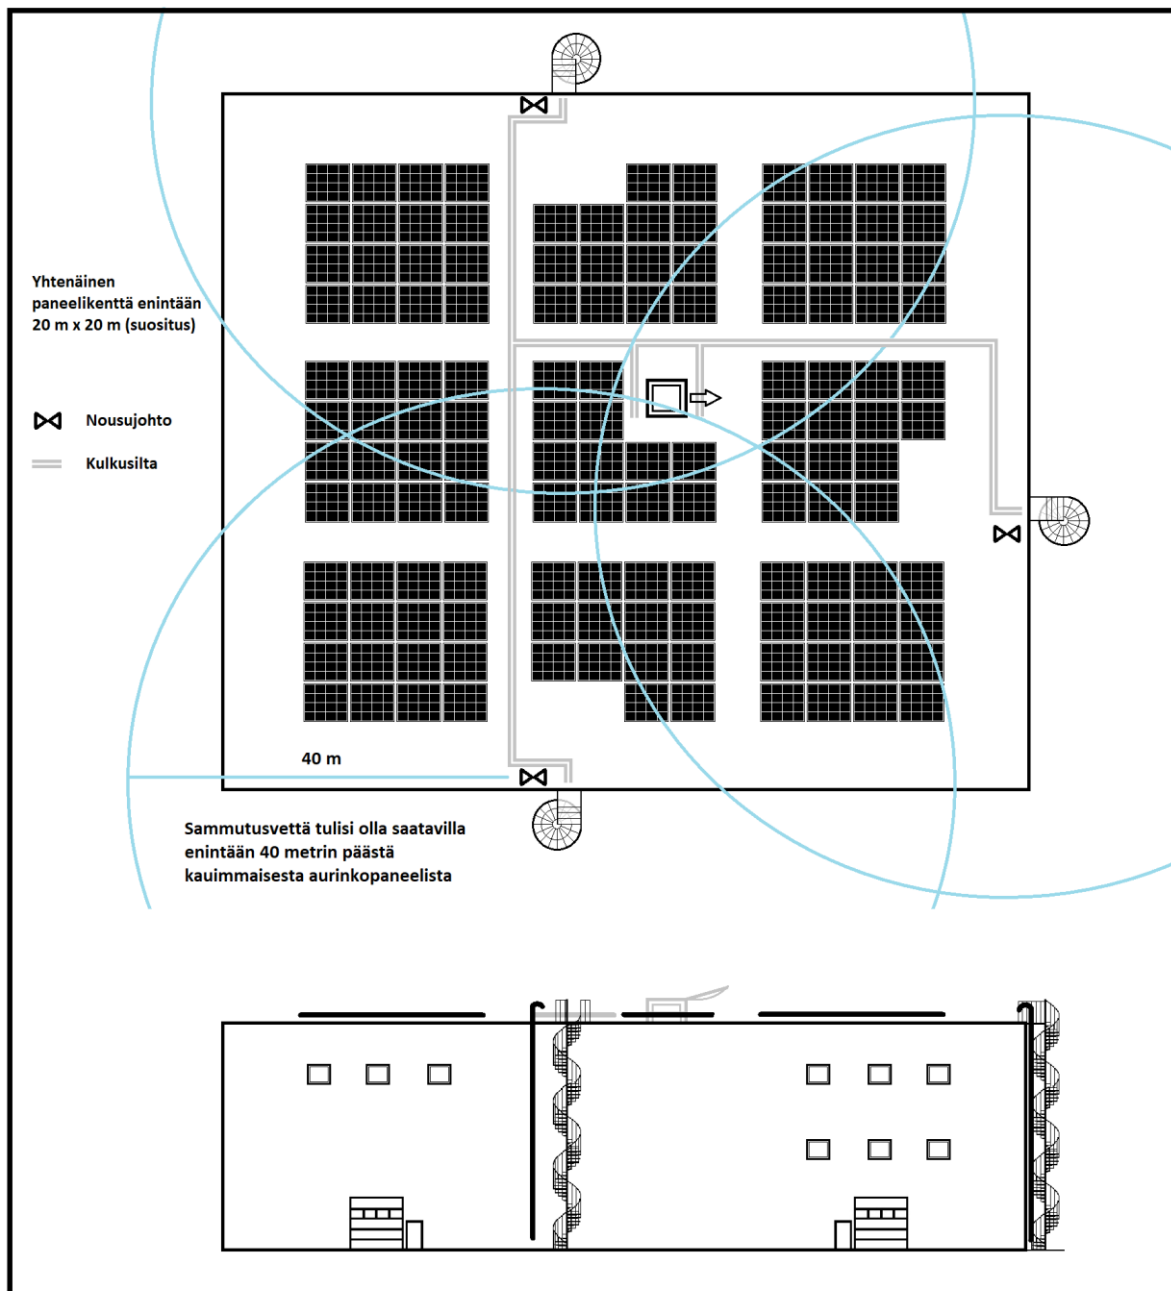 Yhtenäinen
paneelikenttä enintään
20 m x 20 m (suositus)
Nousujohto
Kulkusilta
40 m
Sammutusvettä tulisi olla saatavilla
enintään 40 metrin päästä
kauimmaisesta aurinkopaneelista